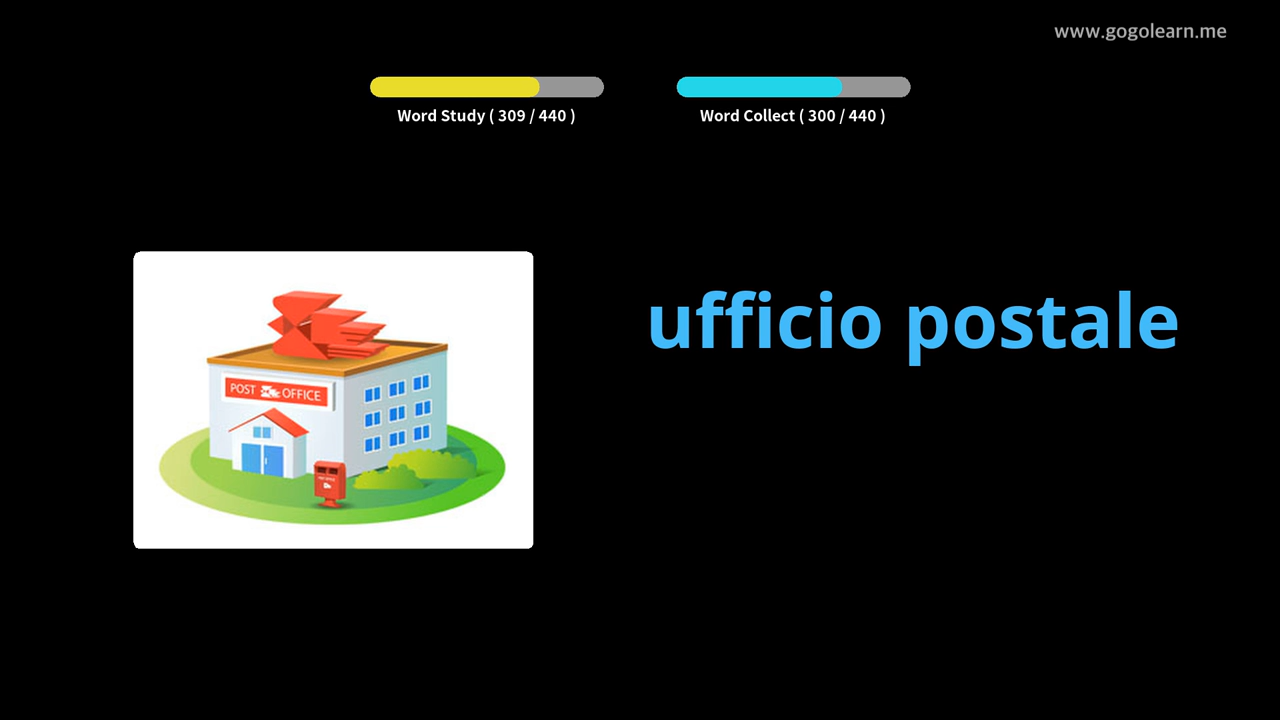 www.gogolearn.me
Word Study ( 309 / 440 )
Word Collect ( 300 / 440 )
ufficio postale
POST OFFICE